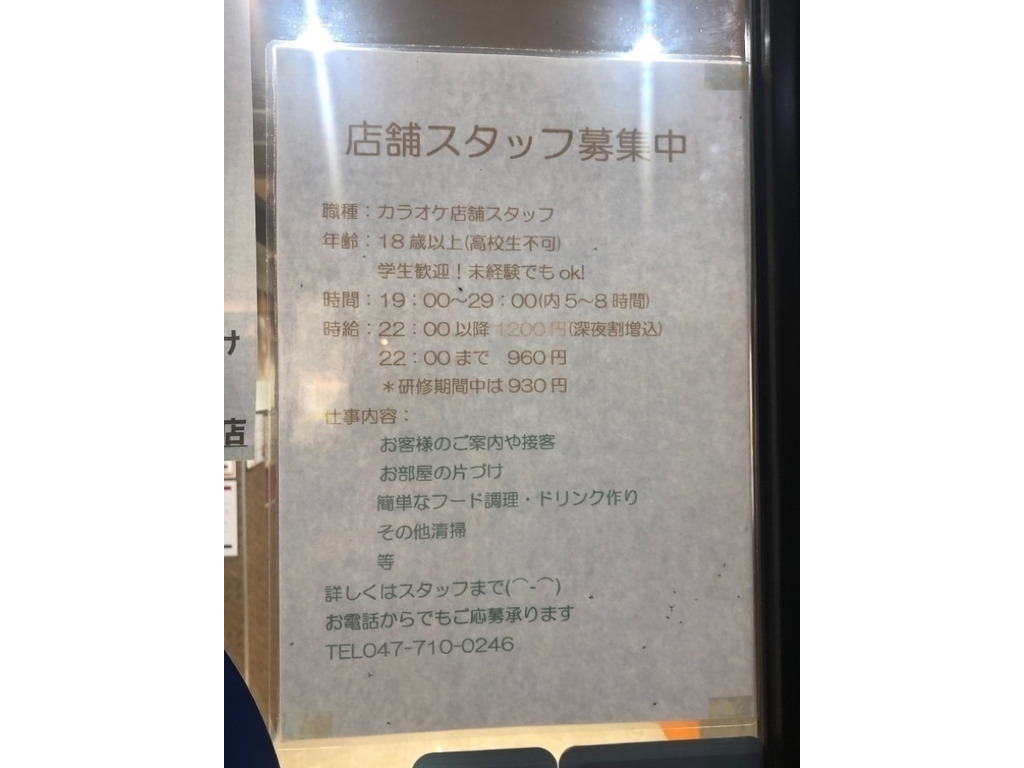 店舗スタッフ募集中
職種：カラオケ店舗スタッフ
年齢：18歳以上(高校生不可)
学生歓迎！未経験でもok!
時間：19：00～29：00(内5～8時間)
時給：22：00以降1200円(深夜割増込)
22：00まで 960円
＊研修期間中は930円
仕事内容：
お客様のご案内や接客
お部屋の片づけ
簡単なフード調理・ドリンク作り
その他清掃
等
詳しくはスタッフまで(⌒-⌒)
お電話からでもご応募承ります
TEL047-710-0246
け
店